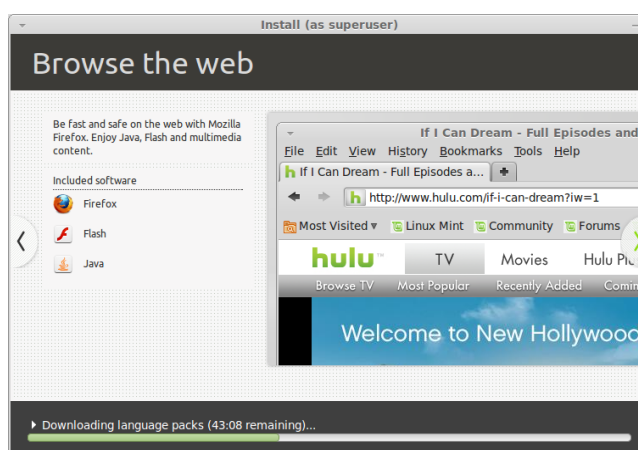 Install (as superuser)
Browse the web
Be fast and safe on the web with Mozilla
Firefox. Enjoy Java, Flash and multimedia
content.
Included software
Firefox
Flash
Java
If I Can Dream - Full Episodes and
File Edit View History Bookmarks Tools Help
h If I Can Dream - Full Episodes a...
h http://www.hulu.com/if-i-can-dream?iw=1
Most Visited Linux Mint Community Forums
hulu TV Movies Hulu
Browse TV Most Popular Recently Added
Welcome to New Hollywood
Downloading language packs (43:08 remaining)...